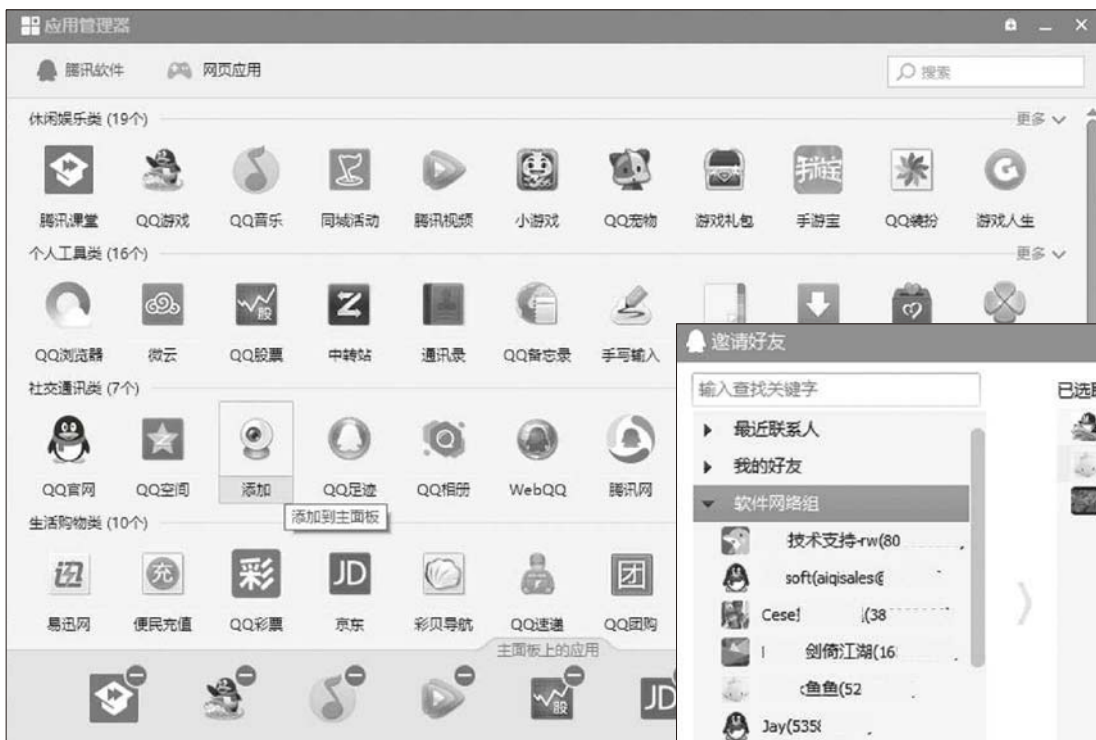 应用管理器
腾讯软件 网页应用 搜索
休闲娱乐类 (19个) 更多
腾讯课堂 QQ游戏 QQ音乐 同城活动 腾讯视频 小游戏 QQ宠物 游戏礼包 手游宝 QQ装扮 游戏人生
个人工具类 (16个) 更多
QQ浏览器 微云 QQ股票 中转站 通讯录 QQ备忘录 手写输入
社交通讯类 (7个)
QQ官网 QQ空间 添加 QQ足迹 QQ相册 WebQQ 腾讯网
添加到主面板
生活购物类 (10个)
易迅网 便民充值 QQ彩票 京东 彩贝导航 QQ速递 QQ团购
主面板上的应用
邀请好友
输入查找关键字
最近联系人
我的好友
软件网络组
技术支持-rw(80
soft(aiqisales@
(38
剑倚江湖(16
鱼鱼(52
Jay(535